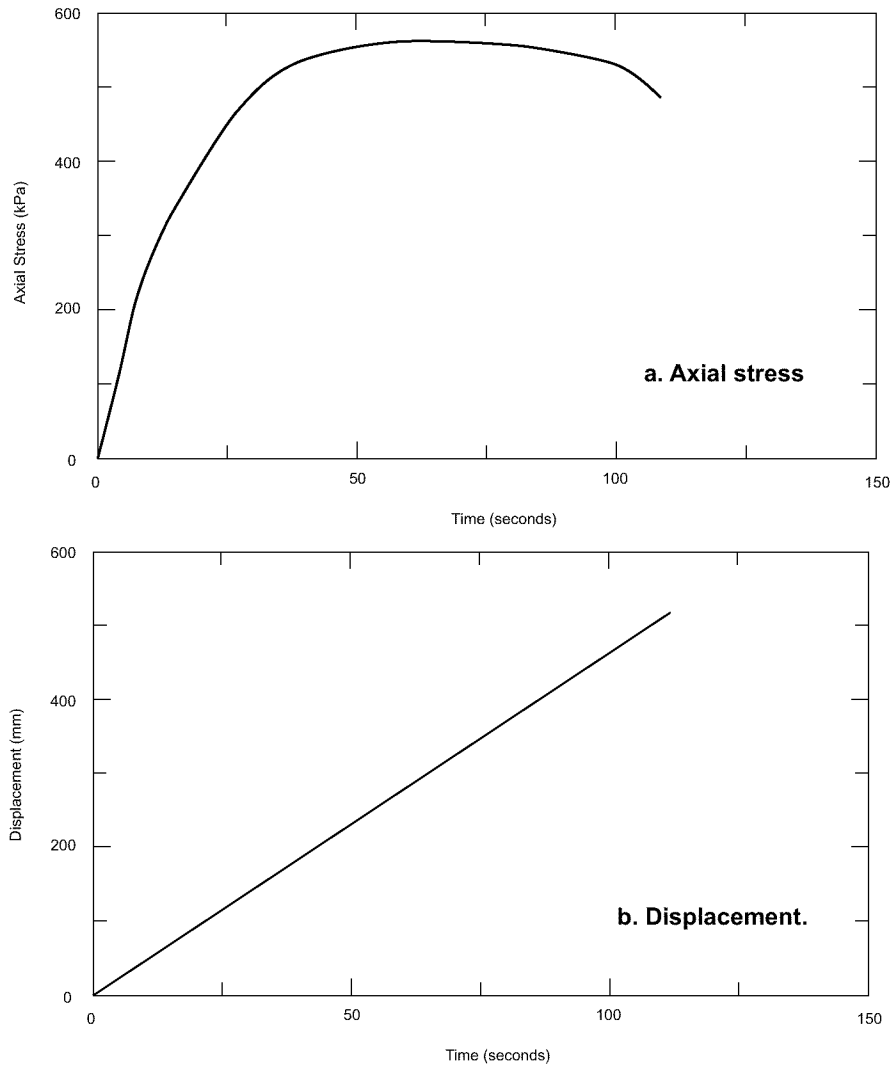 600
400
200
0
Axial Stress (kPa)
a. Axial stress
0 50 100 150
Time (seconds)
600
400
200
0
Displacement (mm)
b. Displacement.
0 50 100 150
Time (seconds)